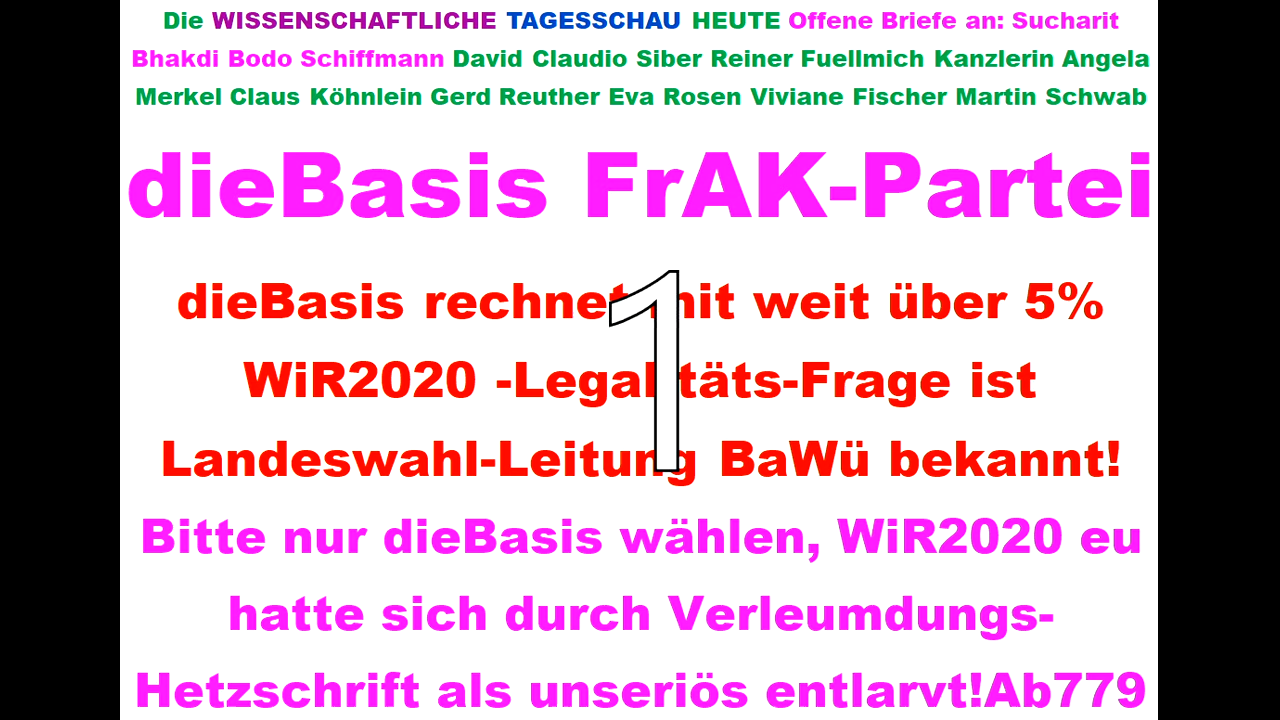 Die WISSENSCHAFTLICHE TAGESSCHAU HEUTE Offene Briefe an: Sucharit
Bhakdi Bodo Schiffmann David Claudio Siber Reiner Fuellmich Kanzlerin Angela
Merkel Claus Köhnlein Gerd Reuther Eva Rosen Viviane Fischer Martin Schwab
dieBasis FrAK-Partei
dieBasis rechnet mit weit über 5%
WiR2020 -Legalitäts-Frage ist
Landeswahl-Leitung BaWü bekannt!
1
Bitte nur dieBasis wählen, WiR2020 eu
hatte sich durch Verleumdungs-
Hetzschrift als unseriös entlarvt!Ab779